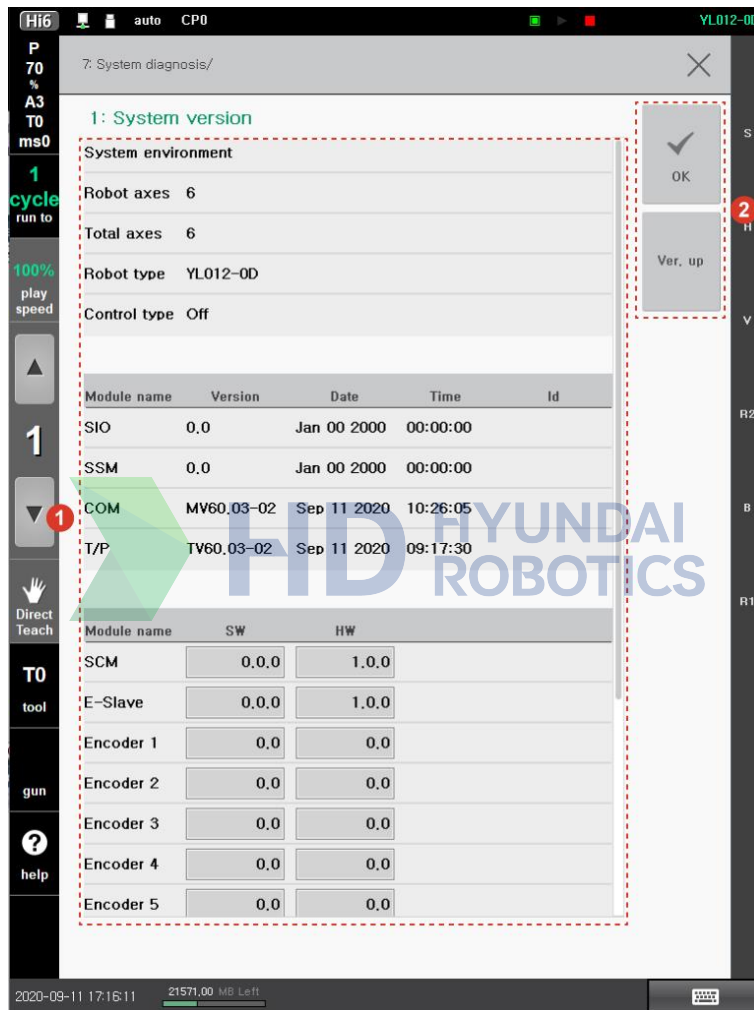 Hi6 auto CP0 YL012-0D
P
70
%
A3
T0
ms0
1
cycle
run to
100%
play
speed
1
Direct
Teach
T0
tool
gun
?
help
7: System diagnosis/
1: System version
System environment
Robot axes 6
Total axes 6
Robot type YL012-0D
Control type Off
Module name Version Date Time Id
SIO 0.0 Jan 00 2000 00:00:00
SSM 0.0 Jan 00 2000 00:00:00
COM MV60.03-02 Sep 11 2020 10:26:05
T/P TV60.03-02 Sep 11 2020 09:17:30
Module name SW HW
SCM 0.0.0 1.0.0
E-Slave 0.0.0 1.0.0
Encoder 1 0.0 0.0
Encoder 2 0.0 0.0
Encoder 3 0.0 0.0
Encoder 4 0.0 0.0
Encoder 5 0.0 0.0
OK
Ver. up
1
2
S
H
V
R2
B
R1
HD HYUNDAI
ROBOTICS
2020-09-11 17:16:11 21571.00 MB Left